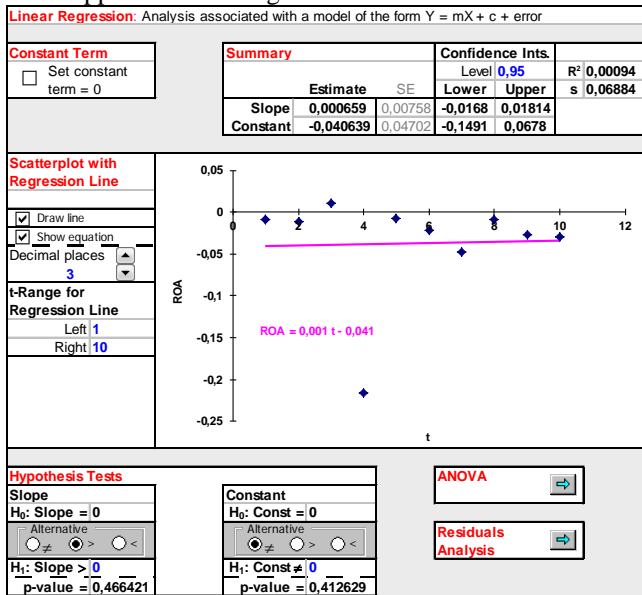 Linear Regression: Analysis associated with a model of the form Y = mX + c + error
Constant Term
Set constant
term = 0
Summary
Confidence Ints.
Level 0,95
R² 0,00094
Estimate SE Lower Upper s 0,06884
Slope 0,000659 0,00758 -0,0168 0,01814
Constant -0,040639 0,04702 -0,1491 0,0678
Scatterplot with
Regression Line
Draw line
Show equation
Decimal places
3
t-Range for
Regression Line
Left 1
Right 10
0,05
0
-0,05
-0,1
-0,15
-0,2
-0,25
0 2 4 6 8 10 12
ROA
ROA = 0,001 t - 0,041
t
Hypothesis Tests
Slope
H₀: Slope = 0
Alternative
≠ > <
H₁: Slope > 0
p-value = 0,466421
Constant
H₀: Const = 0
Alternative
≠ > <
H₁: Const ≠ 0
p-value = 0,412629
ANOVA
Residuals
Analysis